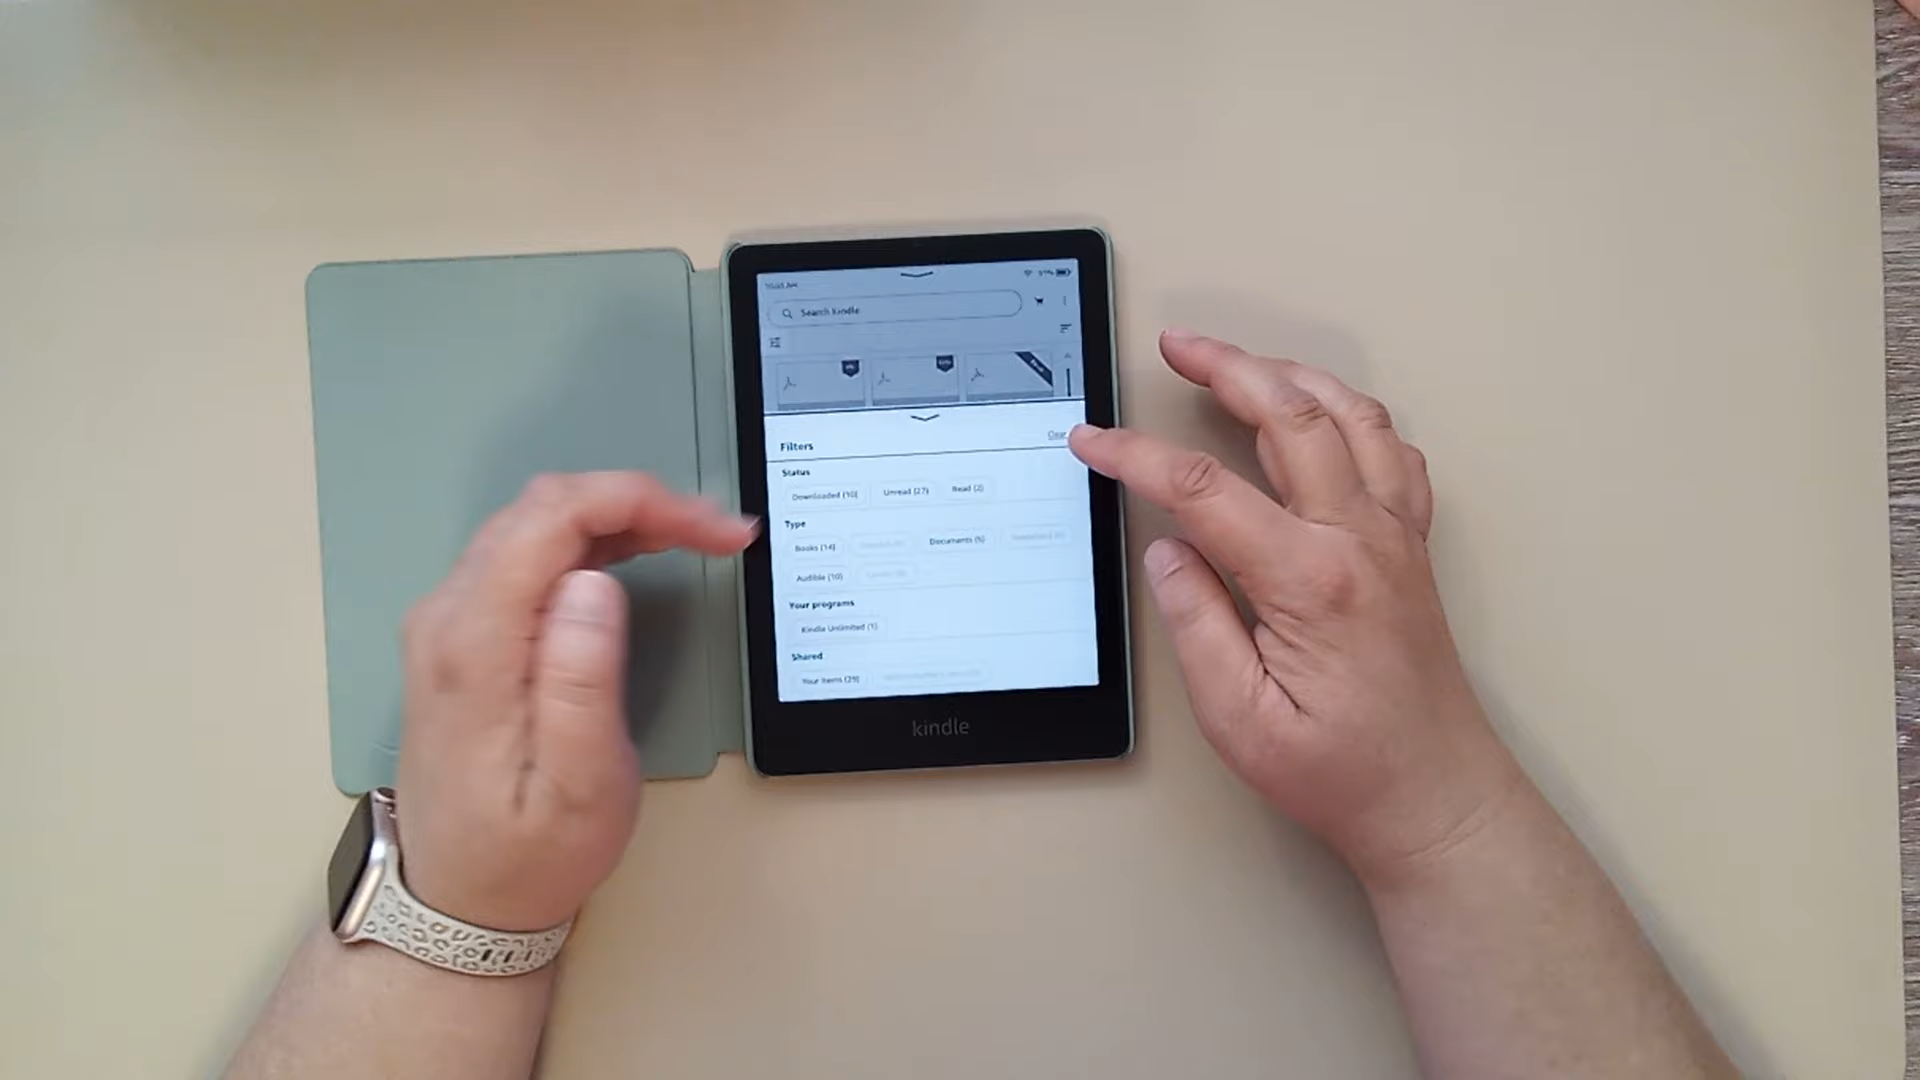 Search Kindle
Filters
Clear
Status
Downloaded (10) Unread (27) Read (2)
Type
Books (14) Documents (5)
Audible (10)
Your programs
Kindle Unlimited (1)
Shared
Your Items (29)
kindle